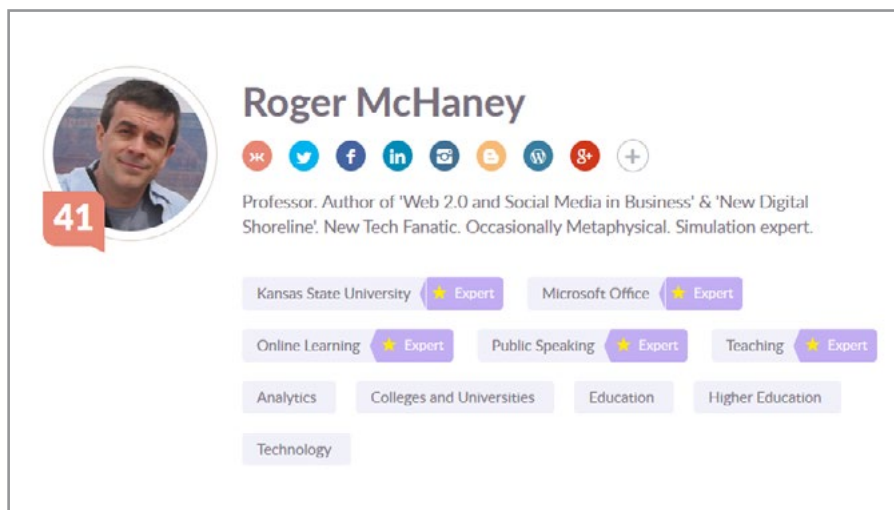 Roger McHaney
41
Professor. Author of 'Web 2.0 and Social Media in Business' & 'New Digital
Shoreline'. New Tech Fanatic. Occasionally Metaphysical. Simulation expert.
Kansas State University Expert Microsoft Office Expert
Online Learning Expert Public Speaking Expert Teaching Expert
Analytics Colleges and Universities Education Higher Education
Technology